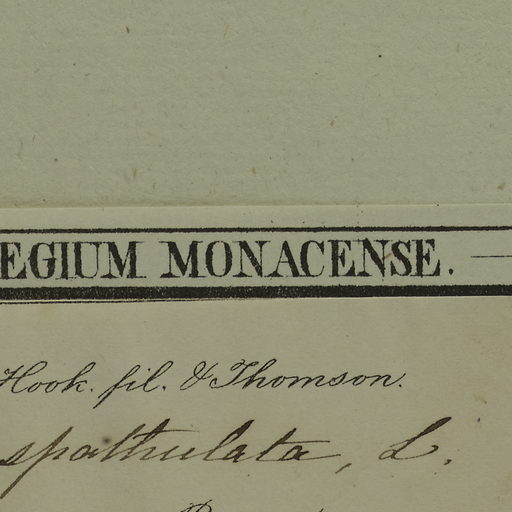 EGIUM MONACENSE. —
Hook. fil. & Thomson.
spathulata, L.